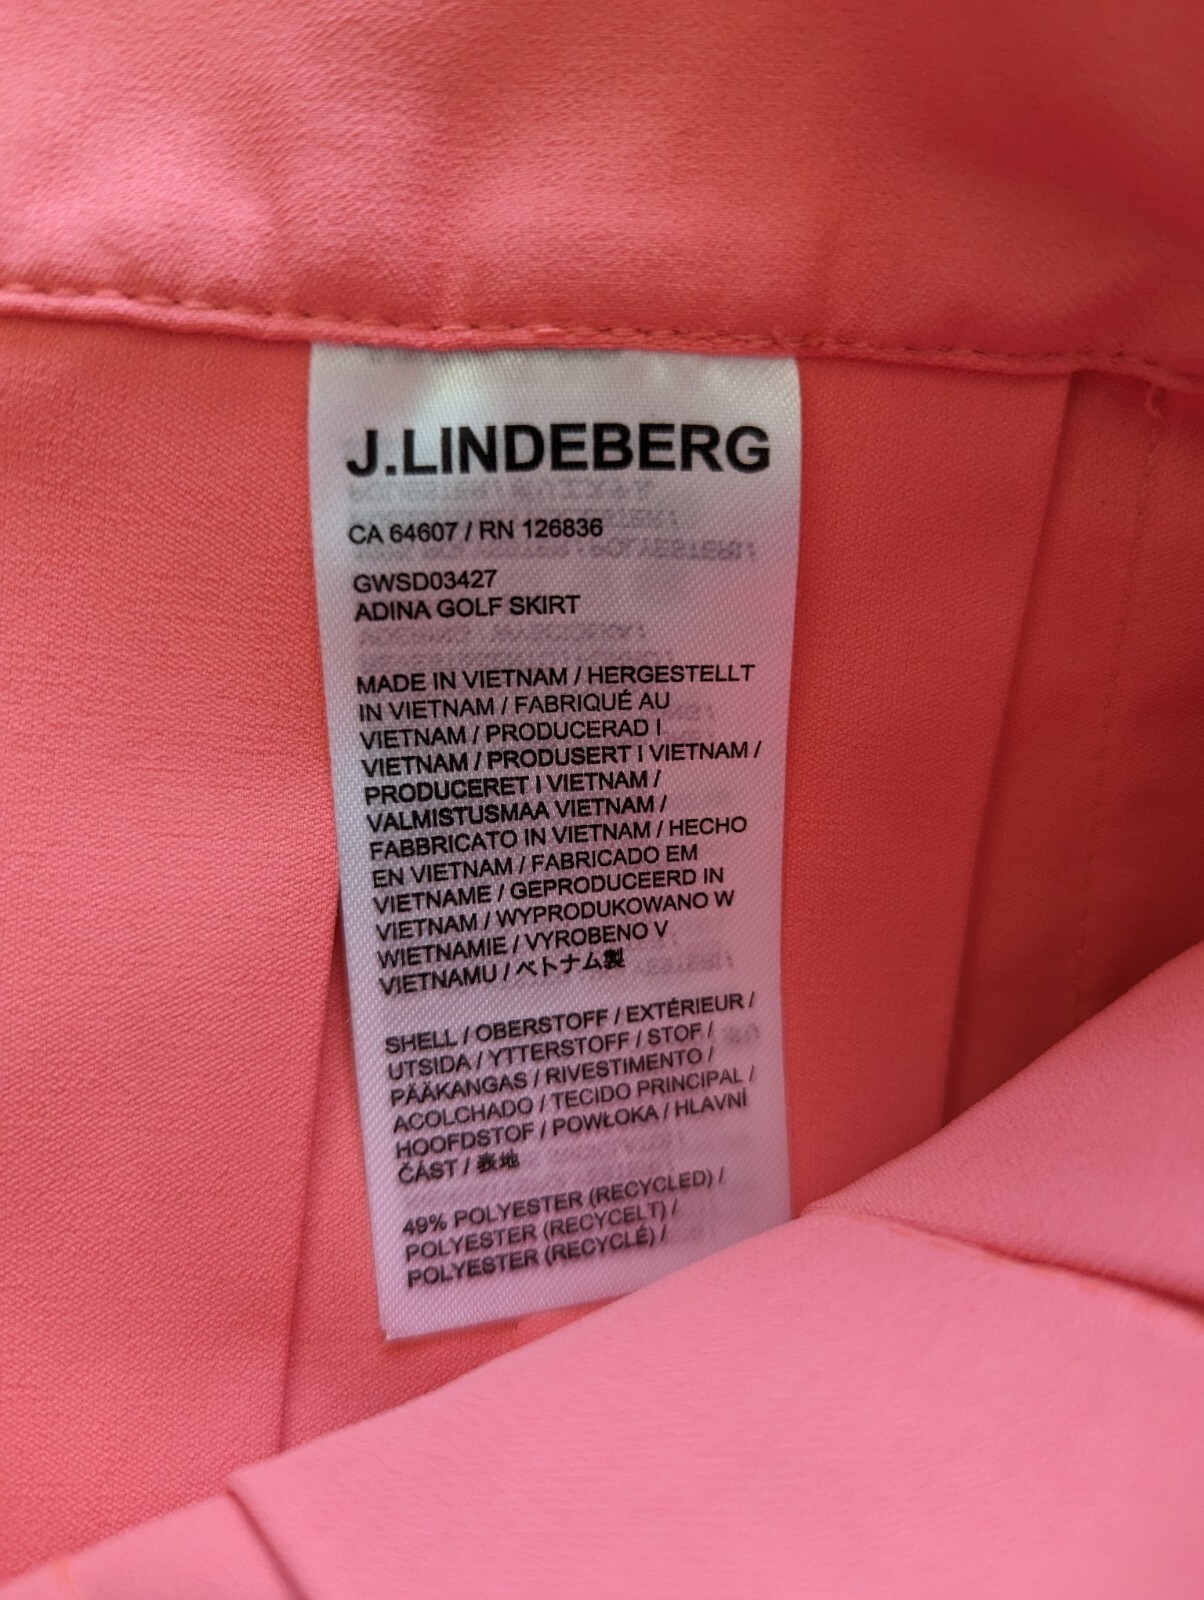 J.LINDEBERG
CA 64607 / RN 126836
GWSD03427
ADINA GOLF SKIRT
MADE IN VIETNAM / HERGESTELLT
IN VIETNAM / FABRIQUÉ AU
VIETNAM / PRODUCERAD I
VIETNAM / PRODUSERT I VIETNAM /
PRODUCERET I VIETNAM /
VALMISTUSMAA VIETNAM /
FABBRICATO IN VIETNAM / HECHO
EN VIETNAM / FABRICADO EM
VIETNAME / GEPRODUCEERD IN
VIETNAM / WYPRODUKOWANO W
WIETNAMIE / VYROBENO V
VIETNAMU / ベトナム製
SHELL / OBERSTOFF / EXTÉRIEUR /
UTSIDA / YTTERSTOFF / STOF /
PÄÄKANGAS / RIVESTIMENTO /
ACOLCHADO / TECIDO PRINCIPAL /
HOOFDSTOF / POWŁOKA / HLAVNÍ
ČÁST / 表地
49% POLYESTER (RECYCLED) /
POLYESTER (RECYCELT) /
POLYESTER (RECYCLÉ) /